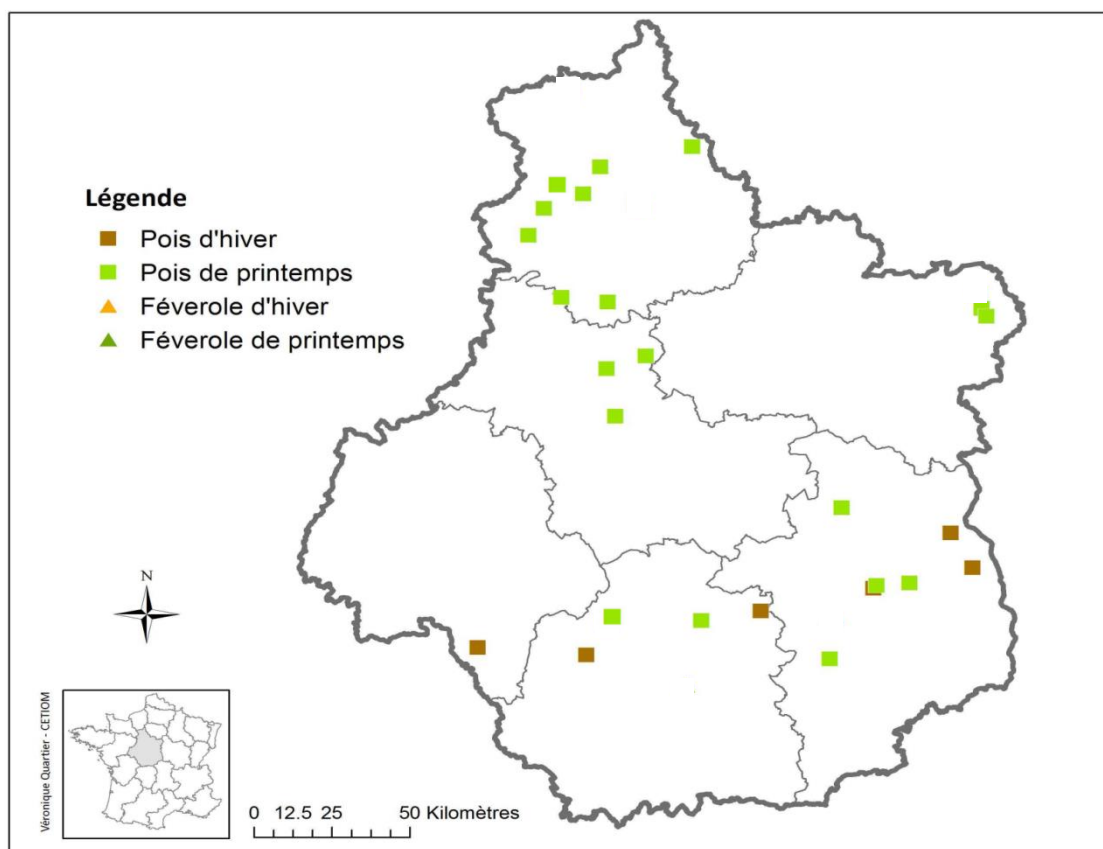 Légende
Pois d'hiver
Pois de printemps
Féverole d'hiver
Féverole de printemps
N
Véronique Quartier - CETIOM
0 12.5 25 50 Kilomètres